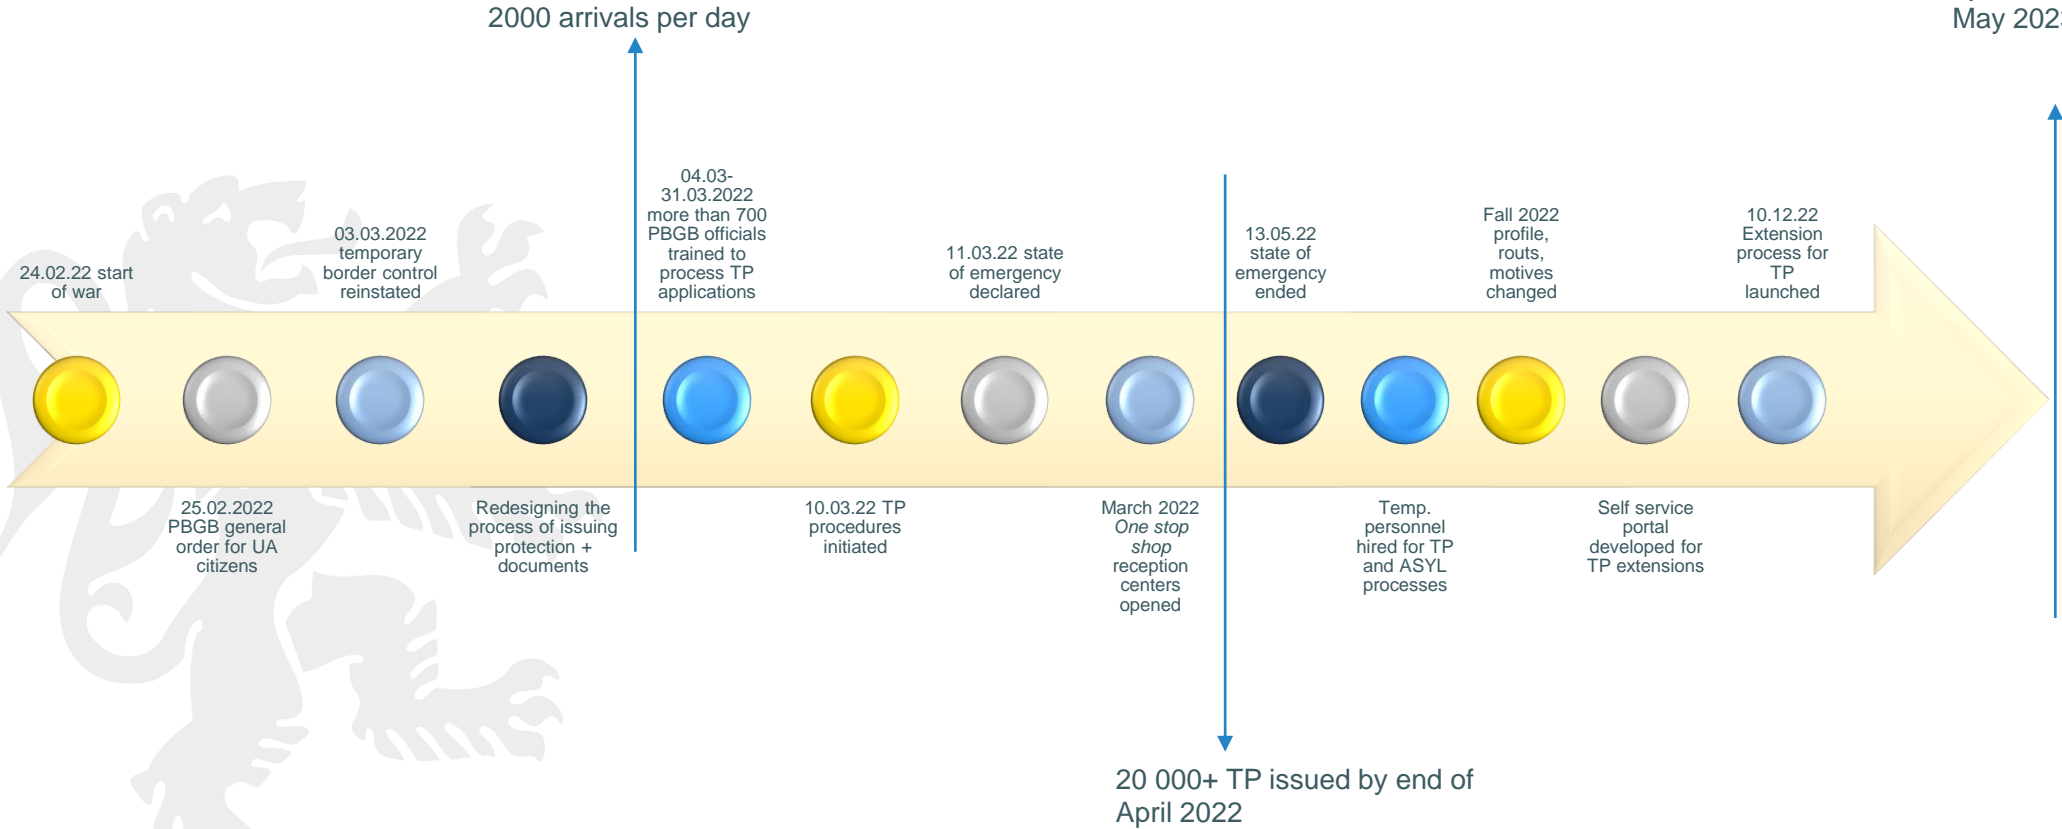 2000 arrivals per day
May 2023
24.02.22 start
of war
25.02.2022
PBGB general
order for UA
citizens
03.03.2022
temporary
border control
reinstated
Redesigning the
process of issuing
protection +
documents
04.03-
31.03.2022
more than 700
PBGB officials
trained to
process TP
applications
10.03.22 TP
procedures
initiated
11.03.22 state
of emergency
declared
March 2022
One stop
shop
reception
centers
opened
13.05.22
state of
emergency
ended
Temp.
personnel
hired for TP
and ASYL
processes
Fall 2022
profile,
routs,
motives
changed
Self service
portal
developed for
TP extensions
10.12.22
Extension
process for
TP
launched
20 000+ TP issued by end of
April 2022